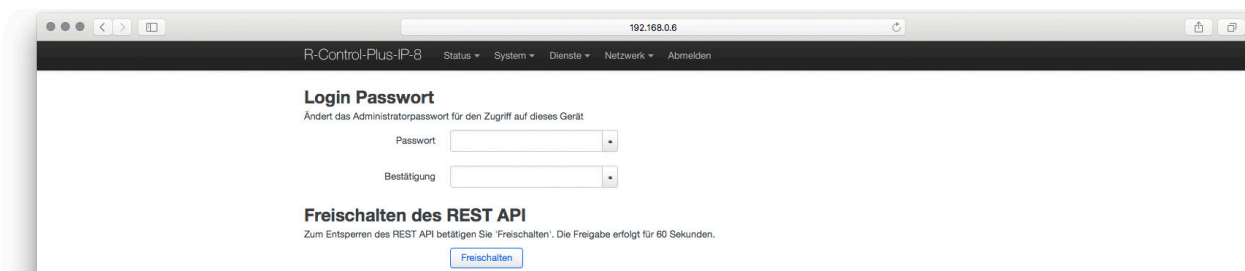 192.168.0.6
R-Control-Plus-IP-8 Status System Dienste Netzwerk Abmelden
Login Passwort
Ändert das Administratorpasswort für den Zugriff auf dieses Gerät
Passwort
Bestätigung
Freischalten des REST API
Zum Entsperren des REST API betätigen Sie 'Freischalten'. Die Freigabe erfolgt für 60 Sekunden.
Freischalten